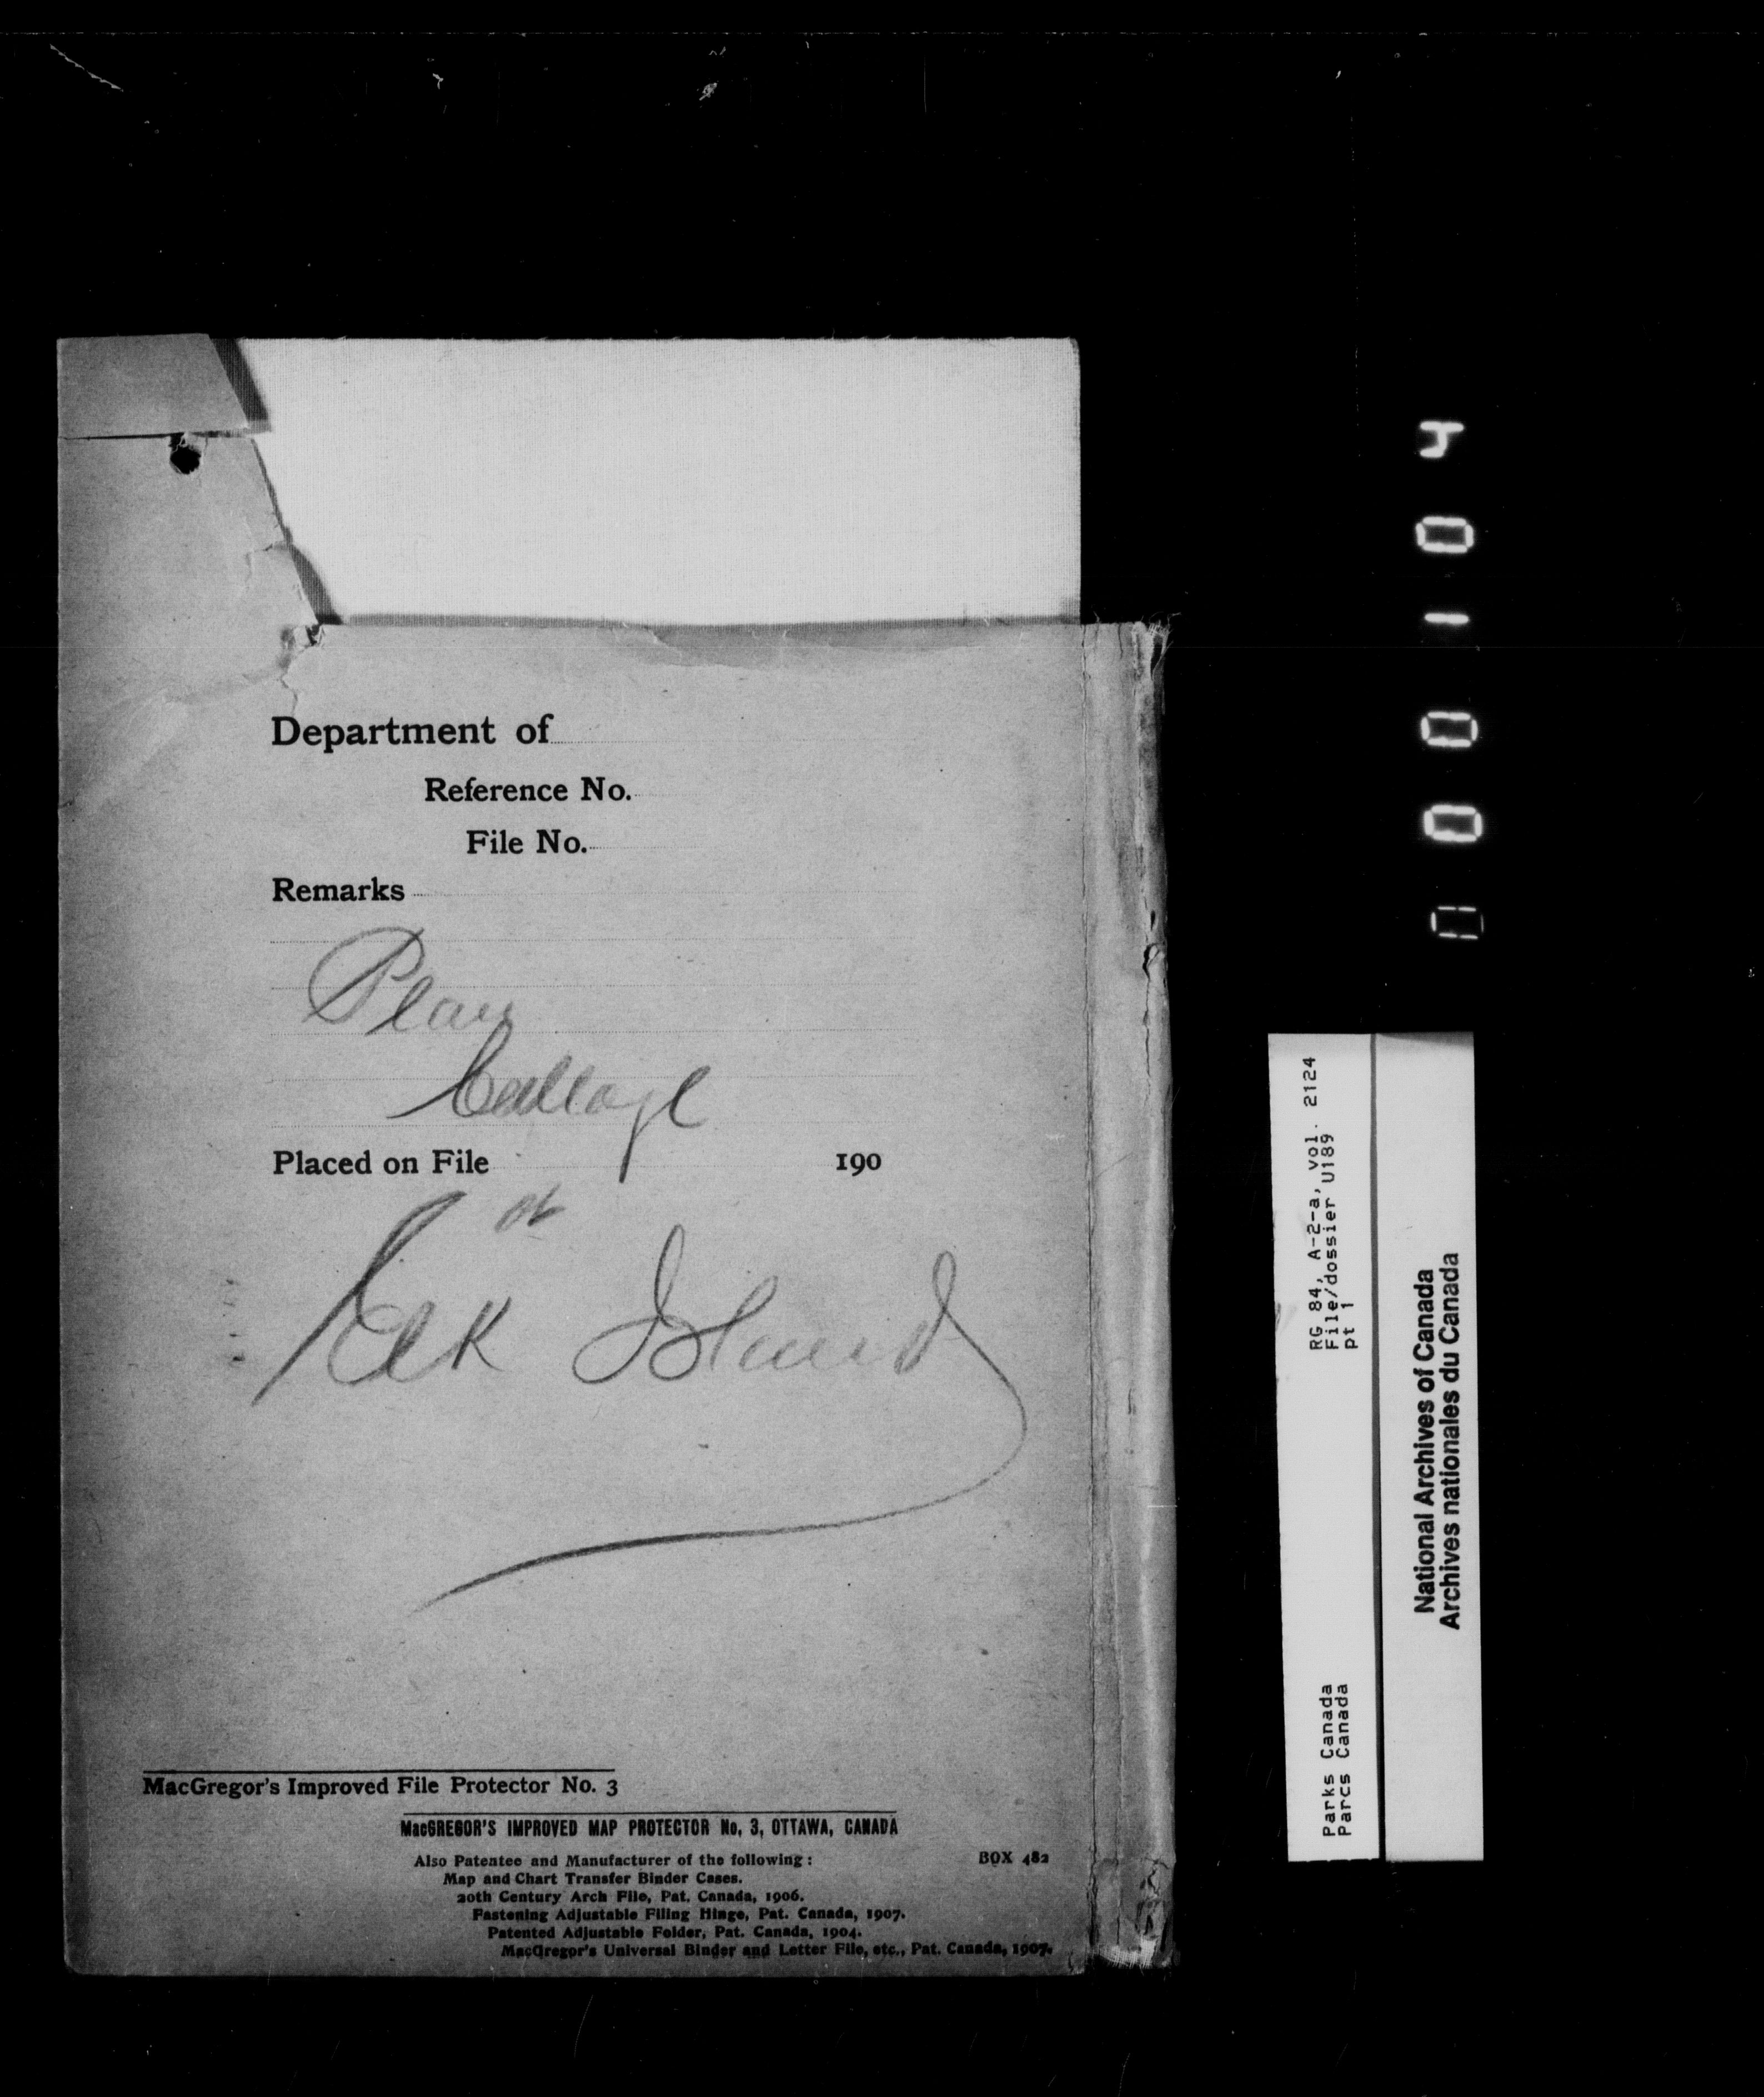 Department of
Reference No.
File No.
Remarks
Plan
Cottage
Placed on File 190
at
Elk Island
MacGregor's Improved File Protector No. 3
MacGREGOR'S IMPROVED MAP PROTECTOR No. 3, OTTAWA, CANADA
Also Patentee and Manufacturer of the following:
BOX 482
Map and Chart Transfer Binder Cases.
20th Century Arch File, Pat. Canada, 1906.
Fastening Adjustable Filing Hinge, Pat. Canada, 1907.
Patented Adjustable Folder, Pat. Canada, 1904.
MacGregor's Universal Binder and Letter File, etc., Pat. Canada, 1907.
000104
Parks Canada RG 84, A-2-a, vol. 2124
Parcs Canada File/dossier U189
pt 1
National Archives of Canada
Archives nationales du Canada